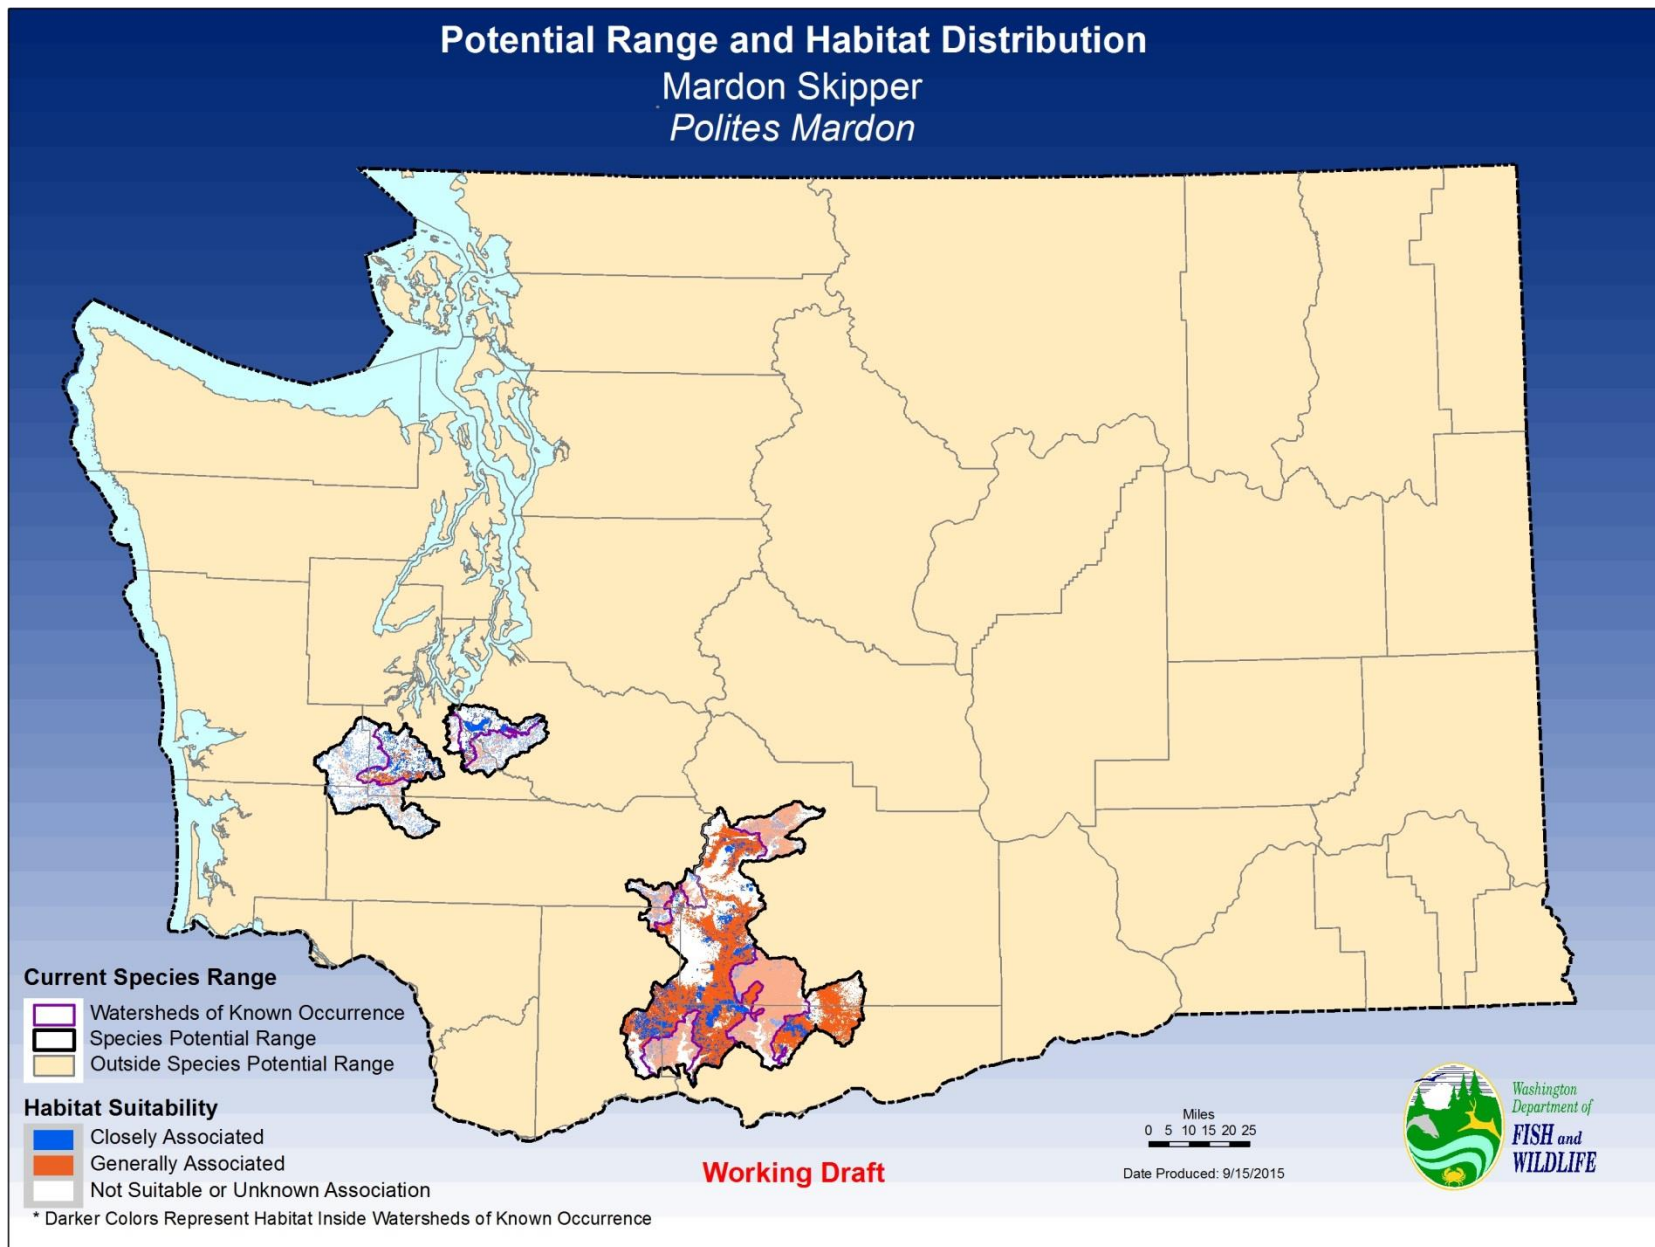 Potential Range and Habitat Distribution
Mardon Skipper
Polites Mardon
Current Species Range
Watersheds of Known Occurrence
Species Potential Range
Outside Species Potential Range
Habitat Suitability
Closely Associated
Generally Associated
Not Suitable or Unknown Association
* Darker Colors Represent Habitat Inside Watersheds of Known Occurrence
Working Draft
Miles
0 5 10 15 20 25
Date Produced: 9/15/2015
Washington
Department of
FISH and
WILDLIFE